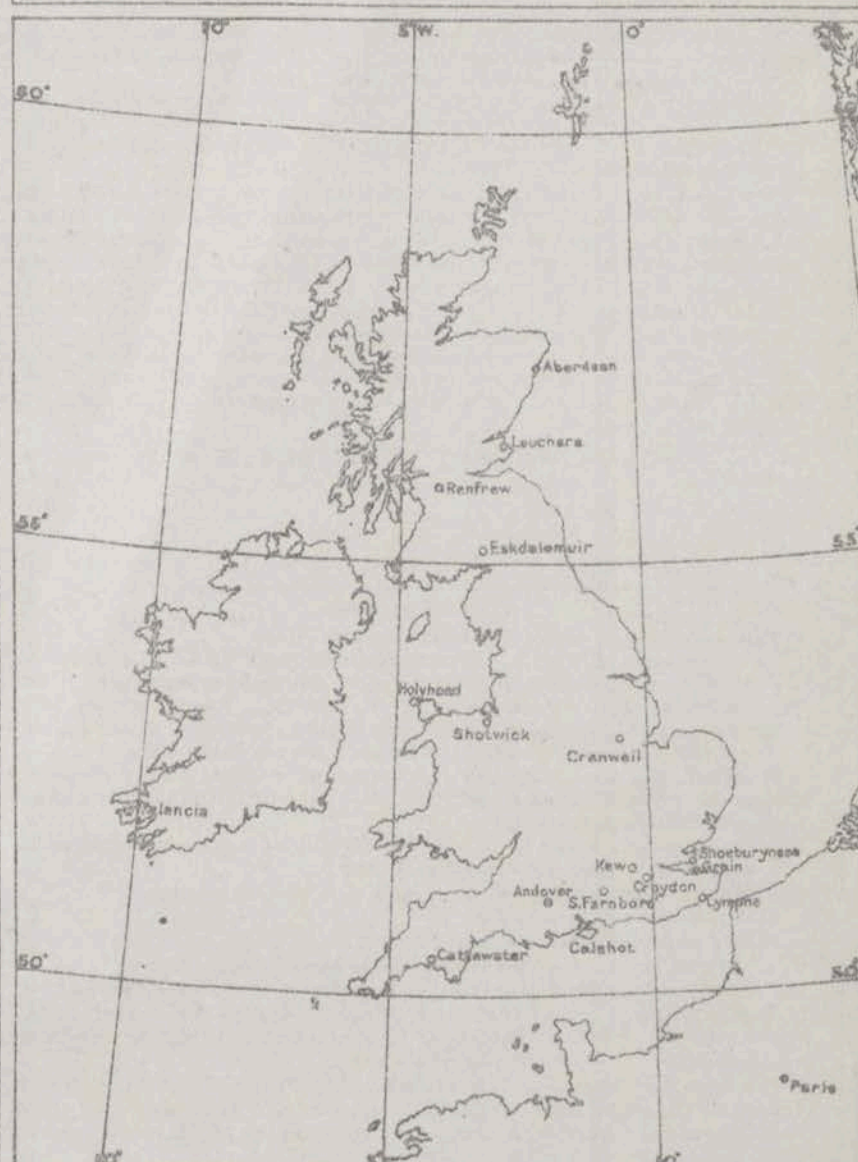 10° 5°W. 0°
60°
Aberdeen
Leuchars
Renfrew
55° Eskdalemuir 55
Holyhead
Shotwick
Cranwell
Valencia
Shoeburyness
Kew Grain
Croydon
Andover S.Farnboro Lympne
Calshot
Cattewater
50° 50
Paris